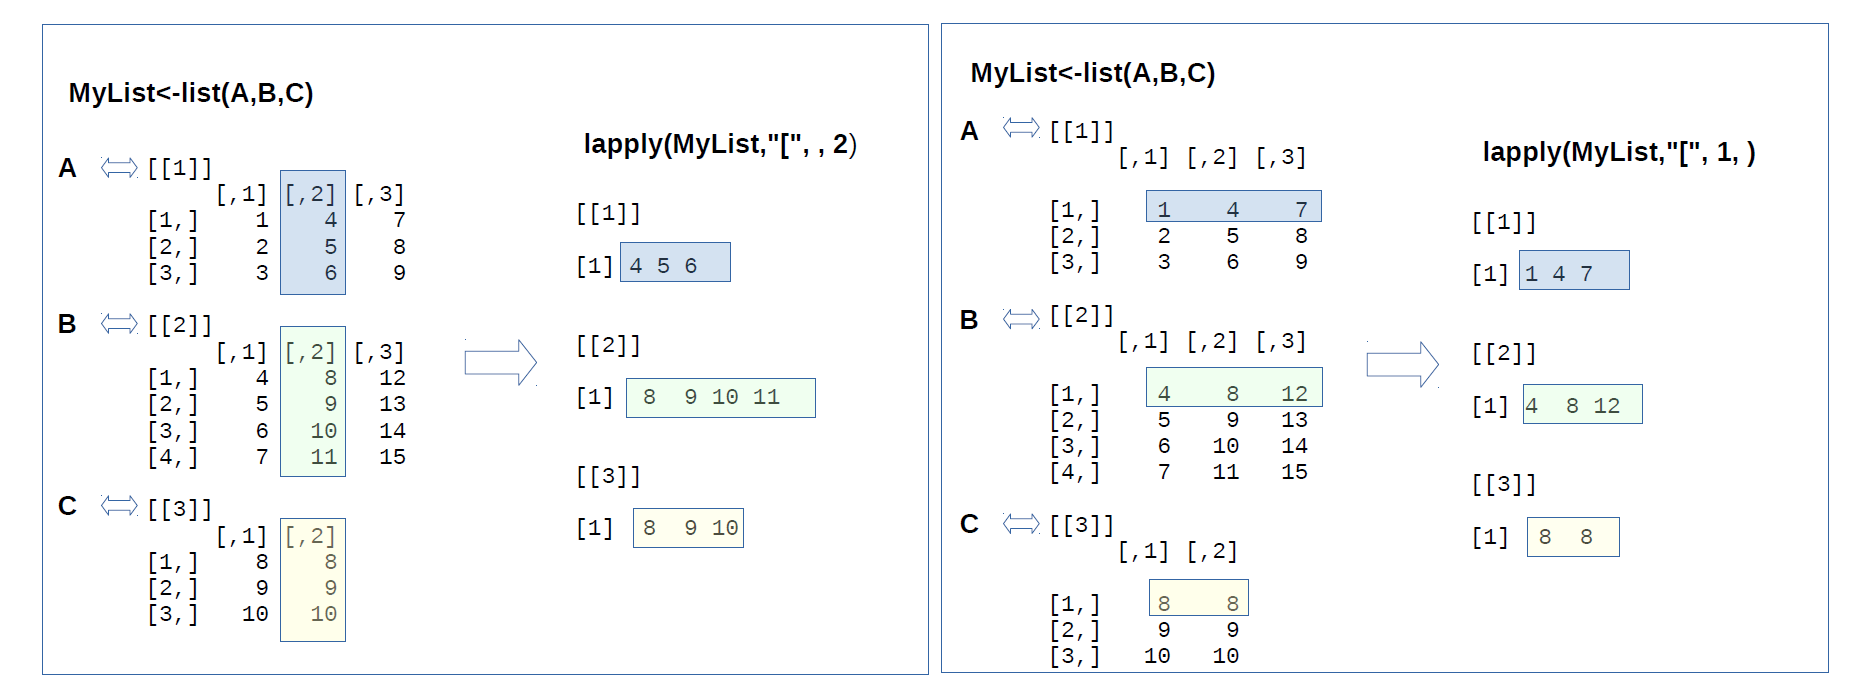 MyList<-list(A,B,C)
lapply(MyList,"[", , 2)
A [[1]]
[,1] [,2] [,3]
[1,] 1 4 7
[2,] 2 5 8
[3,] 3 6 9
B [[2]]
[,1] [,2] [,3]
[1,] 4 8 12
[2,] 5 9 13
[3,] 6 10 14
[4,] 7 11 15
C [[3]]
[,1] [,2]
[1,] 8 8
[2,] 9 9
[3,] 10 10
[[1]]
[1] 4 5 6
[[2]]
[1] 8 9 10 11
[[3]]
[1] 8 9 10
MyList<-list(A,B,C)
lapply(MyList,"[", 1, )
A [[1]]
[,1] [,2] [,3]
[1,] 1 4 7
[2,] 2 5 8
[3,] 3 6 9
B [[2]]
[,1] [,2] [,3]
[1,] 4 8 12
[2,] 5 9 13
[3,] 6 10 14
[4,] 7 11 15
C [[3]]
[,1] [,2]
[1,] 8 8
[2,] 9 9
[3,] 10 10
[[1]]
[1] 1 4 7
[[2]]
[1] 4 8 12
[[3]]
[1] 8 8